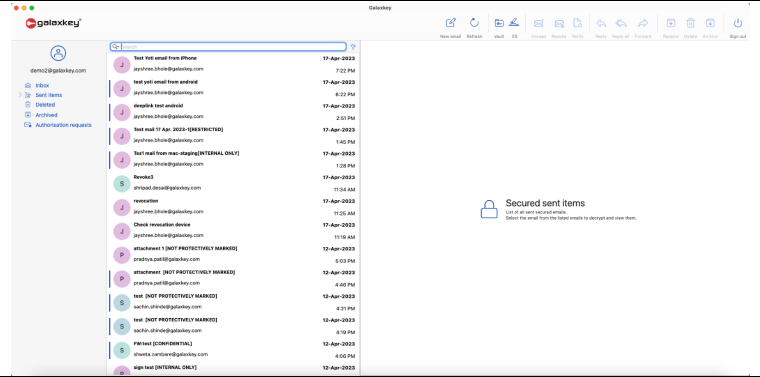 Galaxkey
galaxkey
New email Refresh Vault ES Unread Revoke Notify Reply Reply all Forward Restore Delete Archive Sign out
demo2@galaxkey.com
Inbox
Sent items
Deleted
Archived
Authorisation requests
Search
J Test Yoti email from iPhone 17-Apr-2023
jayshree.bhole@galaxkey.com 7:22 PM
J test yoti email from android 17-Apr-2023
jayshree.bhole@galaxkey.com 6:22 PM
J deeplink test android 17-Apr-2023
jayshree.bhole@galaxkey.com 2:51 PM
J Test mail 17 Apr. 2023-1[RESTRICTED] 17-Apr-2023
jayshree.bhole@galaxkey.com 1:45 PM
J Tes1 mail from mac-staging[INTERNAL ONLY] 17-Apr-2023
jayshree.bhole@galaxkey.com 1:28 PM
S Revoke3 17-Apr-2023
shripad.desai@galaxkey.com 11:34 AM
J revocation 17-Apr-2023
jayshree.bhole@galaxkey.com 11:25 AM
J Check revocation device 17-Apr-2023
jayshree.bhole@galaxkey.com 11:19 AM
P attachment 1 [NOT PROTECTIVELY MARKED] 12-Apr-2023
pradnya.patil@galaxkey.com 5:03 PM
P attachment [NOT PROTECTIVELY MARKED] 12-Apr-2023
pradnya.patil@galaxkey.com 4:46 PM
S test [NOT PROTECTIVELY MARKED] 12-Apr-2023
sachin.shinde@galaxkey.com 4:21 PM
S test [NOT PROTECTIVELY MARKED] 12-Apr-2023
sachin.shinde@galaxkey.com 4:19 PM
S FW:test [CONFIDENTIAL] 12-Apr-2023
shweta.zambare@galaxkey.com 4:06 PM
P sign test [INTERNAL ONLY] 12-Apr-2023
Secured sent items
List of all sent secured emails.
Select the email from the listed emails to decrypt and view them.